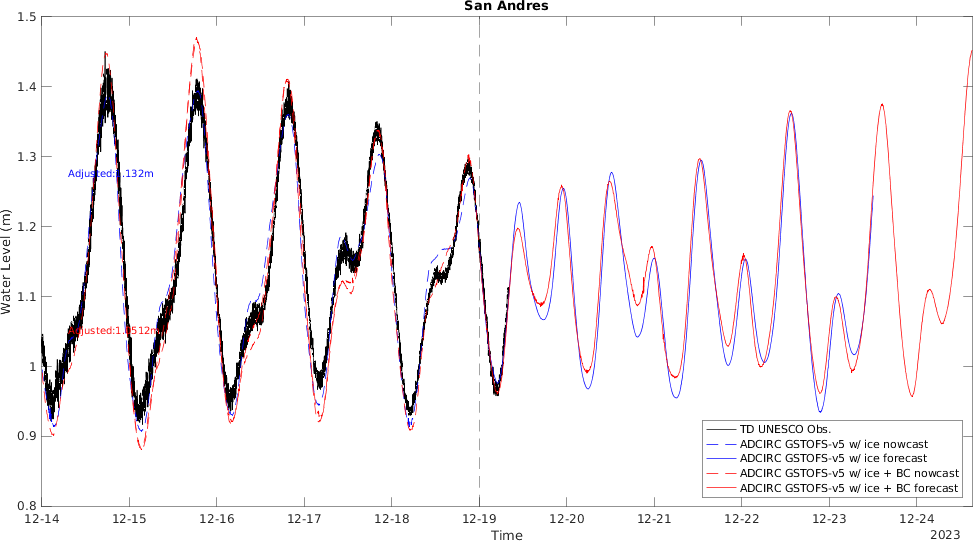 San Andres
1.5
1.4
1.3
1.2
1.1
1
0.9
0.8
Water Level (m)
Adjusted:1.132m
Adjusted:1.0512m
TD UNESCO Obs.
ADCIRC GSTOFS-v5 w/ ice nowcast
ADCIRC GSTOFS-v5 w/ ice forecast
ADCIRC GSTOFS-v5 w/ ice + BC nowcast
ADCIRC GSTOFS-v5 w/ ice + BC forecast
12-14 12-15 12-16 12-17 12-18 12-19 12-20 12-21 12-22 12-23 12-24
Time
2023